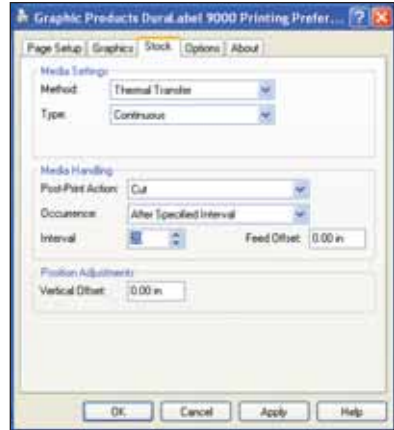 Graphic Products DuraLabel 9000 Printing Prefer...
Page Setup Graphics Stock Options About
Media Settings
Method: Thermal Transfer
Type: Continuous
Media Handling
Post-Print Action: Cut
Occurrence: After Specified Interval
Interval Feed Offset: 0.00 in
Position Adjustments
Vertical Offset: 0.00 in
OK Cancel Apply Help